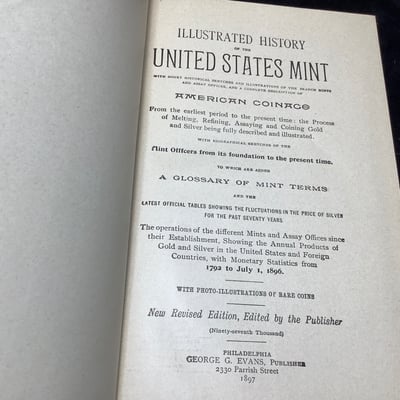 ILLUSTRATED HISTORY
OF THE
UNITED STATES MINT
WITH SHORT HISTORICAL SKETCHES AND ILLUSTRATIONS OF THE BRANCH MINTS
AND ASSAY OFFICES, AND A COMPLETE DESCRIPTION OF
AMERICAN COINAGE
From the earliest period to the present time: the Process
of Melting, Refining, Assaying and Coining Gold
and Silver being fully described and illustrated.
WITH BIOGRAPHICAL SKETCHES OF THE
Mint Officers from its foundation to the present time.
TO WHICH ARE ADDED
A GLOSSARY OF MINT TERMS
AND THE
LATEST OFFICIAL TABLES SHOWING THE FLUCTUATIONS IN THE PRICE OF SILVER
FOR THE PAST SEVENTY YEARS
The operations of the different Mints and Assay Offices since
their Establishment, Showing the Annual Products of
Gold and Silver in the United States and Foreign
Countries, with Monetary Statistics from
1792 to July 1, 1896.
WITH PHOTO-ILLUSTRATIONS OF RARE COINS
New Revised Edition, Edited by the Publisher
(Ninety-seventh Thousand)
PHILADELPHIA
GEORGE G. EVANS, PUBLISHER
2330 Parrish Street
1897